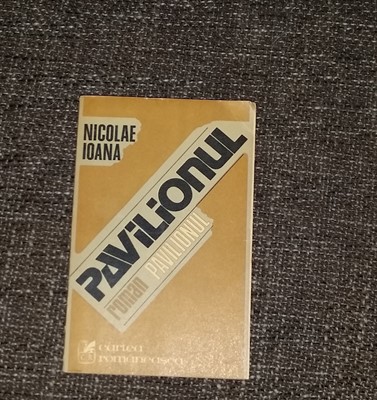 NICOLAE
IOANA
PAViLiONUL
roman PAVILIONUL
cartea
românească